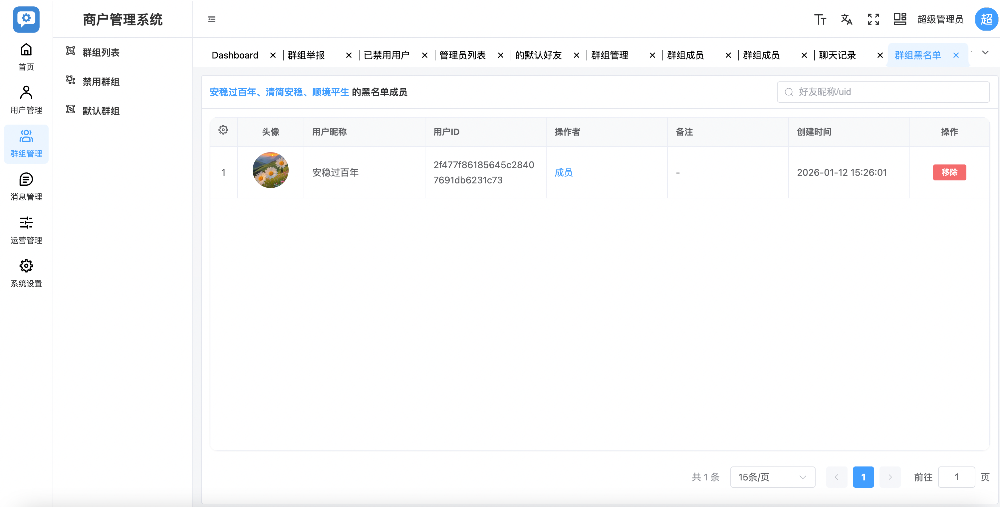 商户管理系统
超级管理员
超
首页
用户管理
群组管理
消息管理
运营管理
系统设置
群组列表
禁用群组
默认群组
Dashboard
群组举报
已禁用用户
管理员列表
的默认好友
群组管理
群组成员
群组成员
聊天记录
群组黑名单
安稳过百年、清简安稳、顺境平生 的黑名单成员
好友昵称/uid
头像 用户昵称 用户ID 操作者 备注 创建时间 操作
1 安稳过百年 2f477f86185645c2840 成员 - 2026-01-12 15:26:01 移除
7691db6231c73
共 1 条 15条/页 1 前往 1 页